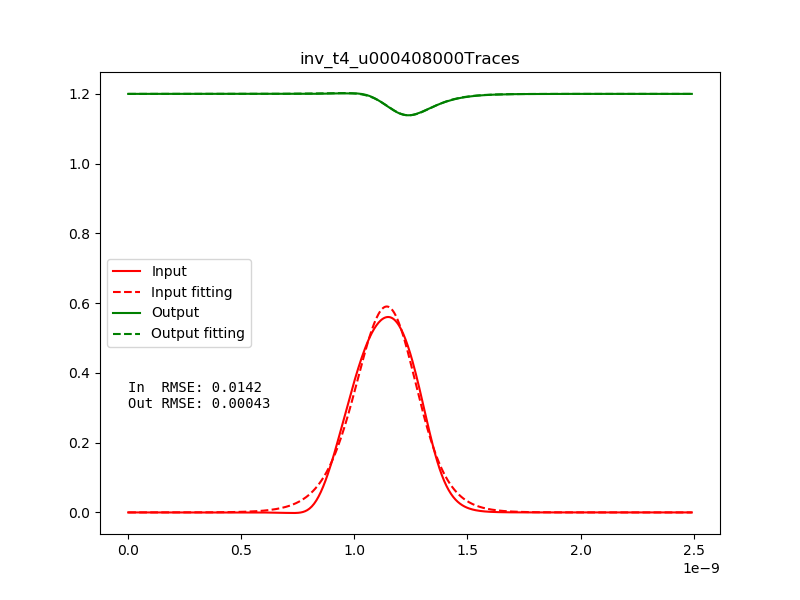 inv_t4_u000408000Traces
1.2
1.0
0.8
0.6
0.4
0.2
0.0
Input
Input fitting
Output
Output fitting
In  RMSE: 0.0142
Out RMSE: 0.00043
0.0 0.5 1.0 1.5 2.0 2.5
1e−9